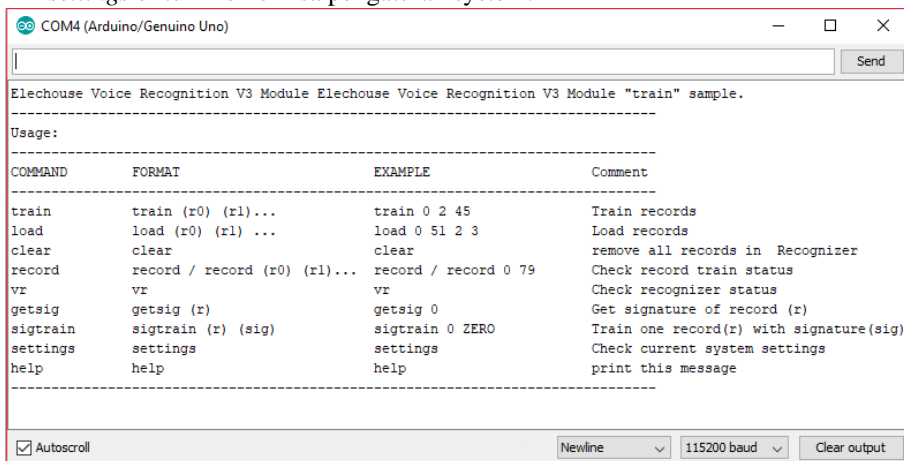 COM4 (Arduino/Genuino Uno)
Send
Elechouse Voice Recognition V3 Module Elechouse Voice Recognition V3 Module "train" sample.
--------------------------------------------------------------------------------
Usage:
--------------------------------------------------------------------------------
COMMAND FORMAT EXAMPLE Comment
--------------------------------------------------------------------------------
train train (r0) (r1)... train 0 2 45 Train records
load load (r0) (r1) ... load 0 51 2 3 Load records
clear clear clear remove all records in Recognizer
record record / record (r0) (r1)... record / record 0 79 Check record train status
vr vr vr Check recognizer status
getsig getsig (r) getsig 0 Get signature of record (r)
sigtrain sigtrain (r) (sig) sigtrain 0 ZERO Train one record(r) with signature(sig)
settings settings settings Check current system settings
help help help print this message
--------------------------------------------------------------------------------
Autoscroll Newline 115200 baud Clear output